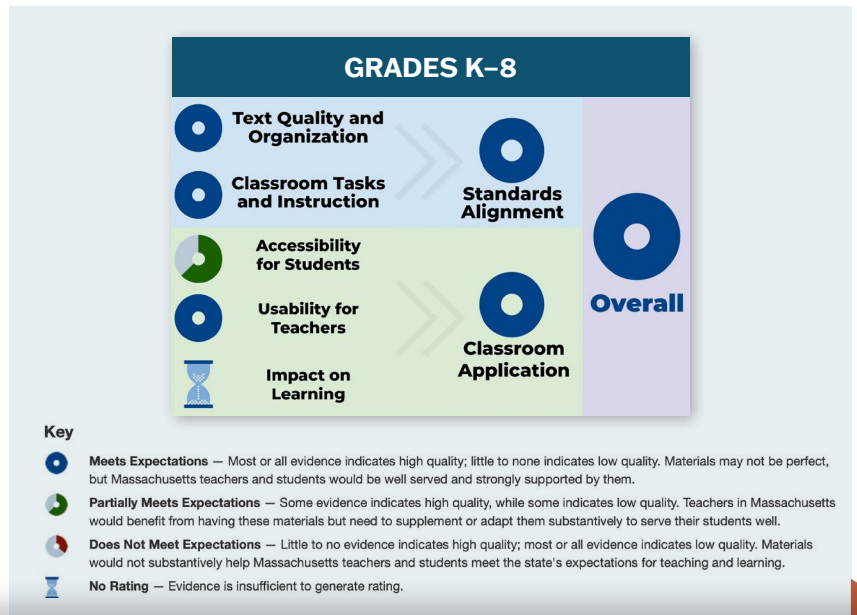 GRADES K–8
Text Quality and
Organization
Classroom Tasks
and Instruction
Standards
Alignment
Accessibility
for Students
Usability for
Teachers
Impact on
Learning
Classroom
Application
Overall
Key
Meets Expectations — Most or all evidence indicates high quality; little to none indicates low quality. Materials may not be perfect,
but Massachusetts teachers and students would be well served and strongly supported by them.
Partially Meets Expectations — Some evidence indicates high quality, while some indicates low quality. Teachers in Massachusetts
would benefit from having these materials but need to supplement or adapt them substantively to serve their students well.
Does Not Meet Expectations — Little to no evidence indicates high quality; most or all evidence indicates low quality. Materials
would not substantively help Massachusetts teachers and students meet the state's expectations for teaching and learning.
No Rating — Evidence is insufficient to generate rating.